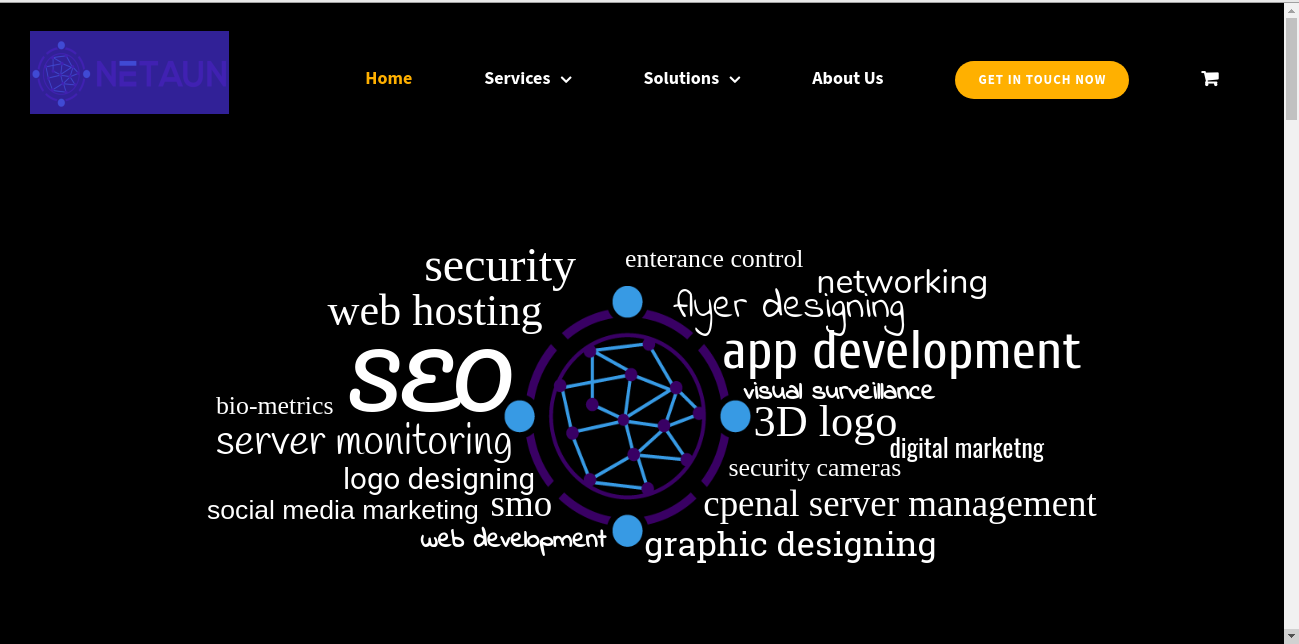 NETAUN
Home
Services
Solutions
About Us
GET IN TOUCH NOW
security
enterance control
networking
web hosting
flyer designing
SEO
app development
visual surveillance
bio-metrics
3D logo
server monitoring
digital marketng
logo designing
security cameras
social media marketing
smo
cpenal server management
web development
graphic designing